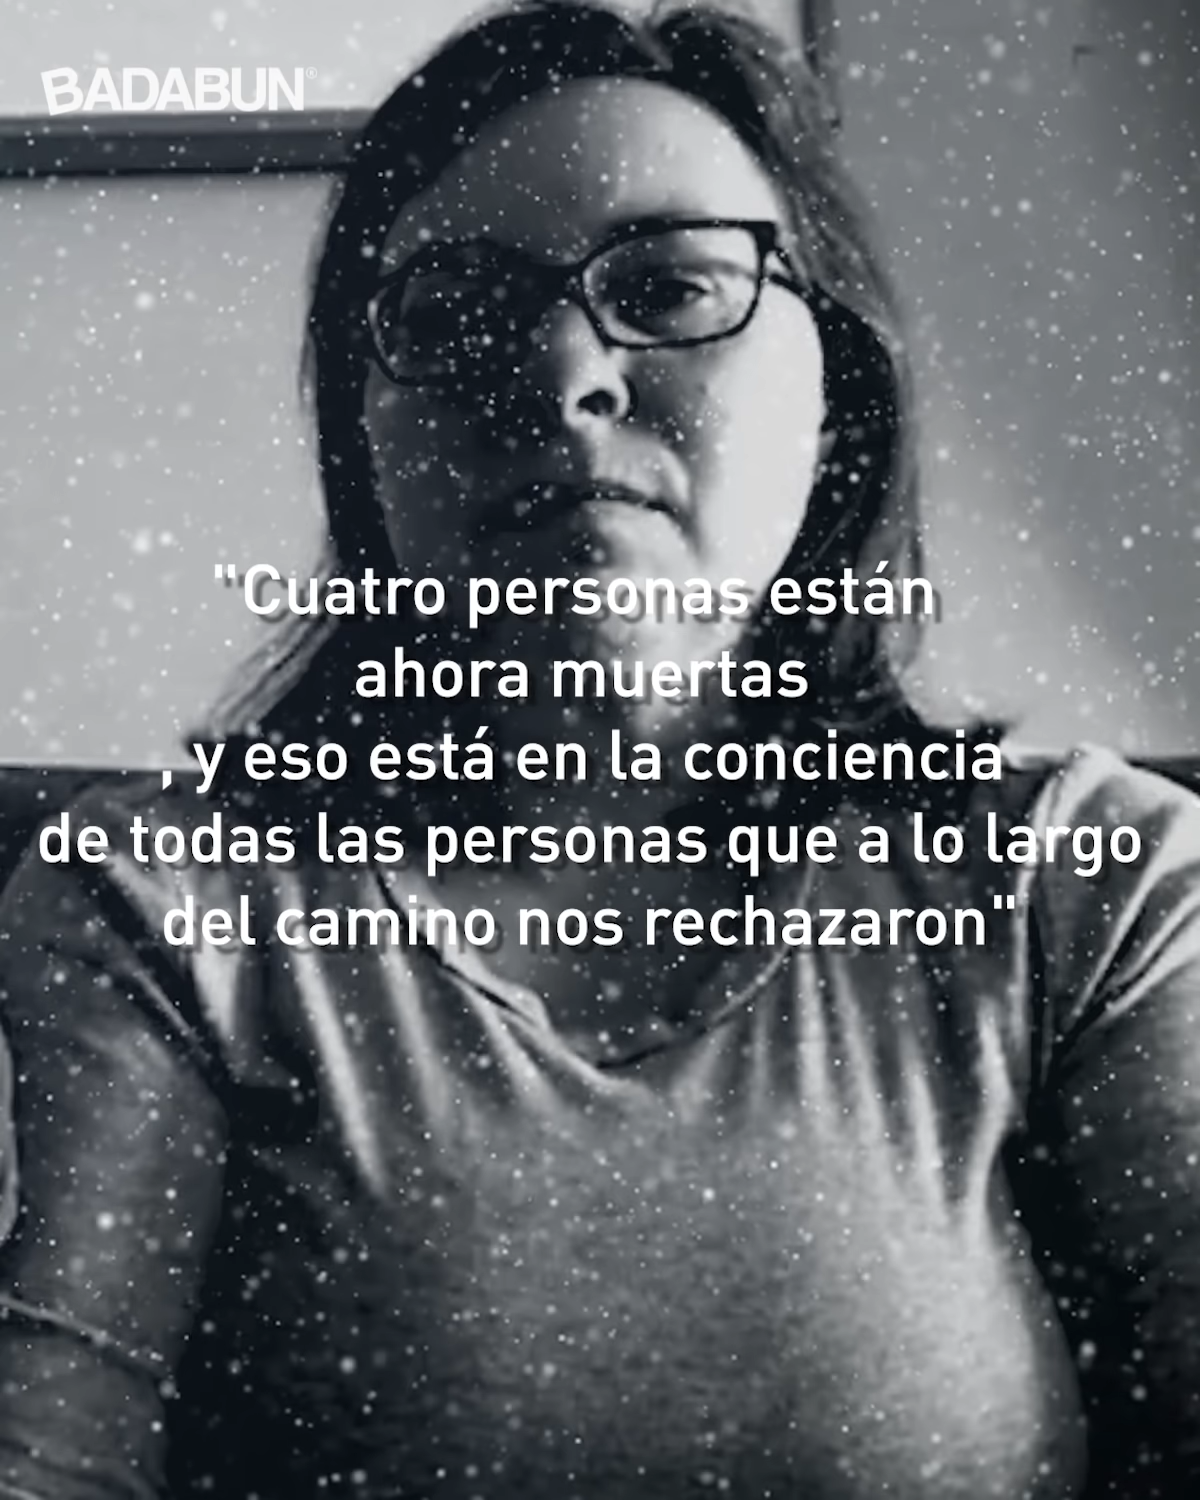 BADABUN®
"Cuatro personas están
ahora muertas
, y eso está en la conciencia
de todas las personas que a lo largo
del camino nos rechazaron"